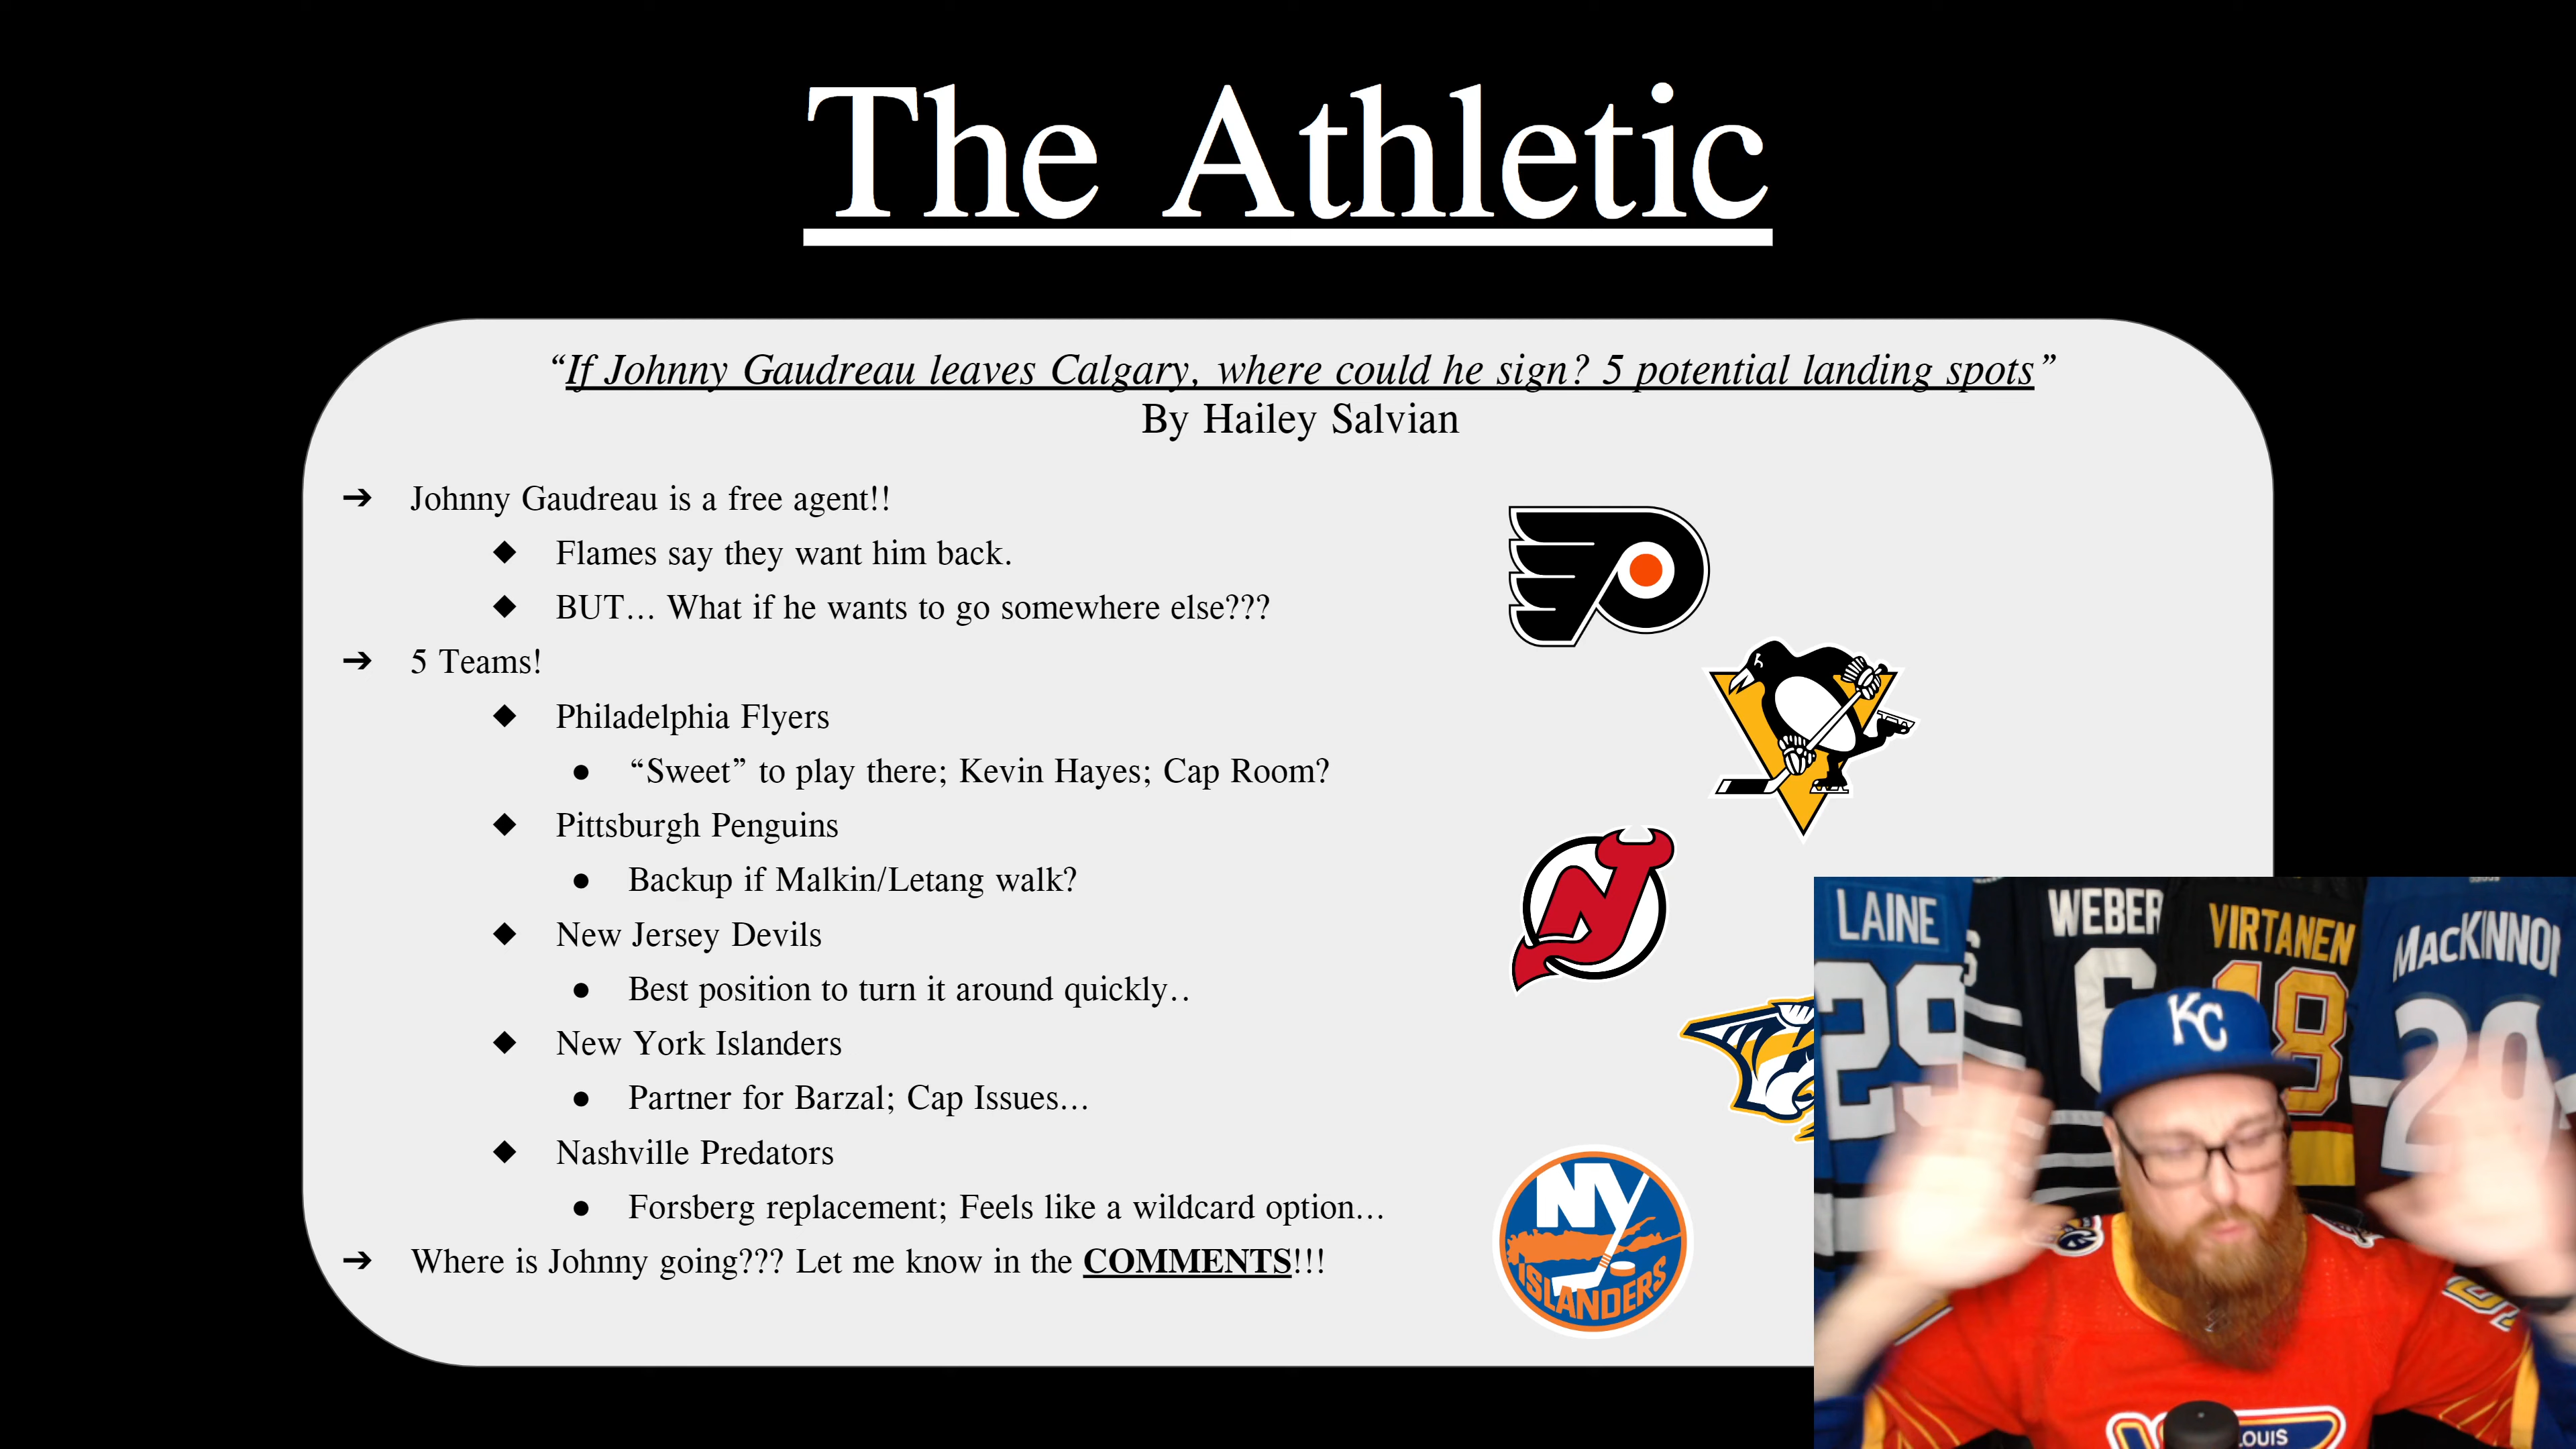 The Athletic
“If Johnny Gaudreau leaves Calgary, where could he sign? 5 potential landing spots”
By Hailey Salvian
➔ Johnny Gaudreau is a free agent!!
◆ Flames say they want him back.
◆ BUT... What if he wants to go somewhere else???
➔ 5 Teams!
◆ Philadelphia Flyers
● “Sweet” to play there; Kevin Hayes; Cap Room?
◆ Pittsburgh Penguins
● Backup if Malkin/Letang walk?
◆ New Jersey Devils
● Best position to turn it around quickly..
◆ New York Islanders
● Partner for Barzal; Cap Issues...
◆ Nashville Predators
● Forsberg replacement; Feels like a wildcard option...
➔ Where is Johnny going??? Let me know in the COMMENTS!!!
NY
ISLANDERS
LAINE
29
WEBER
6
VIRTANEN
18
MACKINNO
29
KC
LOUIS